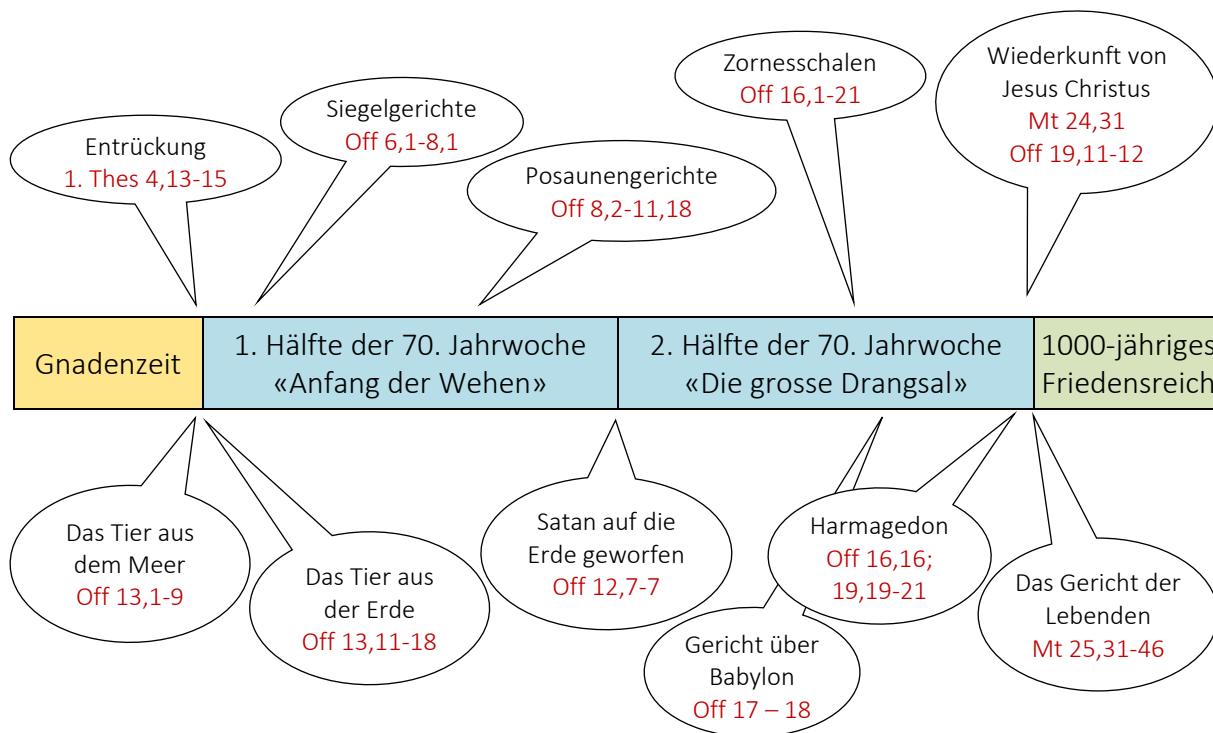 Entrückung
1. Thes 4,13-15
Siegelgerichte
Off 6,1-8,1
Posaunengerichte
Off 8,2-11,18
Zornesschalen
Off 16,1-21
Wiederkunft von
Jesus Christus
Mt 24,31
Off 19,11-12
Gnadenzeit
1. Hälfte der 70. Jahrwoche
«Anfang der Wehen»
2. Hälfte der 70. Jahrwoche
«Die grosse Drangsal»
1000-jähriges
Friedensreich
Das Tier aus
dem Meer
Off 13,1-9
Das Tier aus
der Erde
Off 13,11-18
Satan auf die
Erde geworfen
Off 12,7-7
Gericht über
Babylon
Off 17 – 18
Harmagedon
Off 16,16;
19,19-21
Das Gericht der
Lebenden
Mt 25,31-46